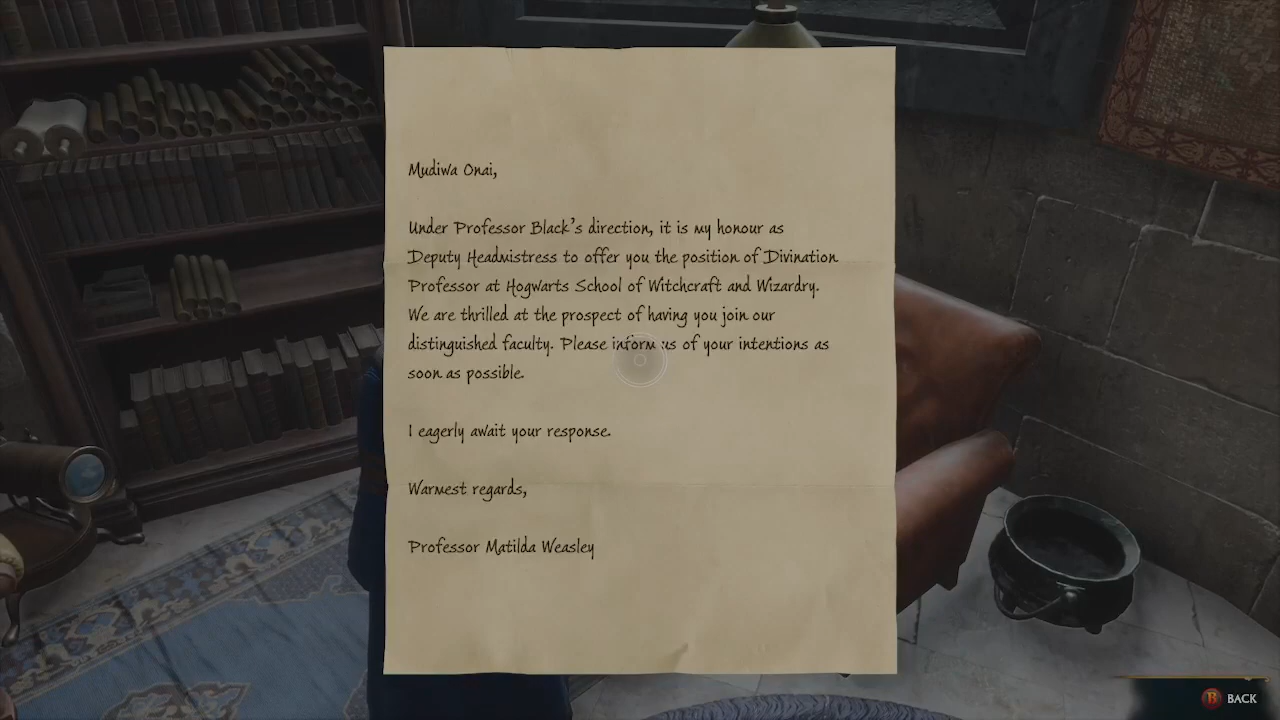 Mudiwa Onai,
Under Professor Black's direction, it is my honour as
Deputy Headmistress to offer you the position of Divination
Professor at Hogwarts School of Witchcraft and Wizardry.
We are thrilled at the prospect of having you join our
distinguished faculty. Please inform us of your intentions as
soon as possible.
I eagerly await your response.
Warmest regards,
Professor Matilda Weasley
B BACK